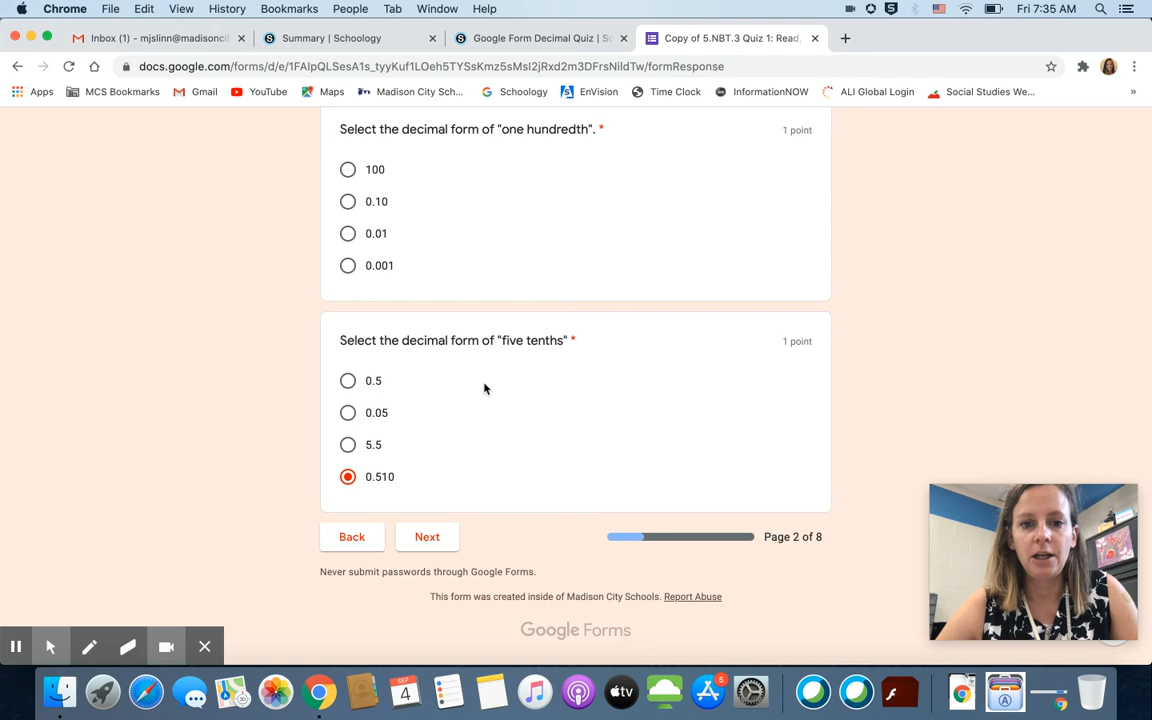 Chrome File Edit View History Bookmarks People Tab Window Help Fri 7:35 AM
Inbox (1) - mjslinn@madisoncit Summary | Schoology Google Form Decimal Quiz | Sc Copy of 5.NBT.3 Quiz 1: Read,
docs.google.com/forms/d/e/1FAIpQLSesA1s_tyyKuf1LOeh5TYSsKmz5sMsI2jRxd2m3DFrsNiIdTw/formResponse
Apps MCS Bookmarks Gmail YouTube Maps Madison City Sch... Schoology EnVision Time Clock InformationNOW ALI Global Login Social Studies We... »
Select the decimal form of "one hundredth". * 1 point
100
0.10
0.01
0.001
Select the decimal form of "five tenths" * 1 point
0.5
0.05
5.5
0.510
Back Next Page 2 of 8
Never submit passwords through Google Forms.
This form was created inside of Madison City Schools. Report Abuse
Google Forms
SEP
4
tv
5